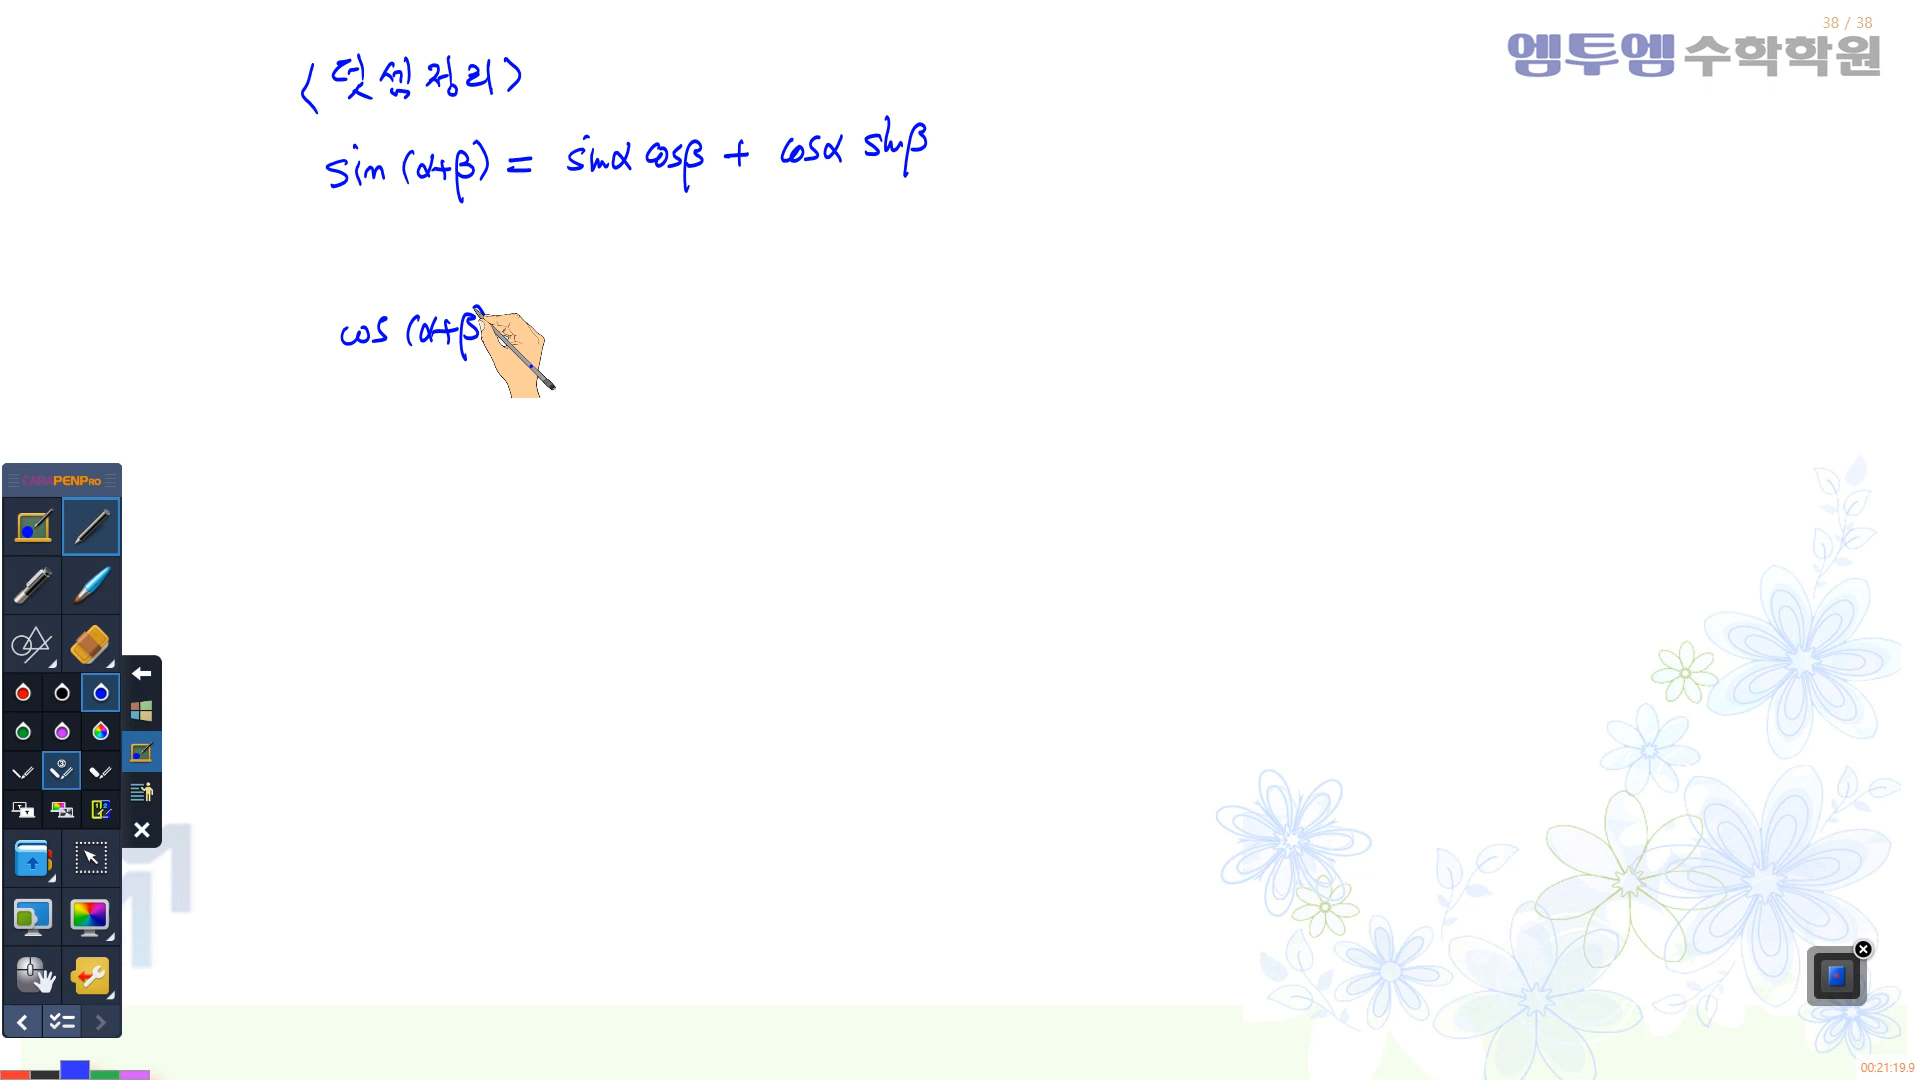 38 / 38
엠투엠 수학학원
<덧셈정리>
sin (α+β) = sinα cosβ + cosα sinβ
cos (α+β)
CARAPENPRO
00:21:19.9